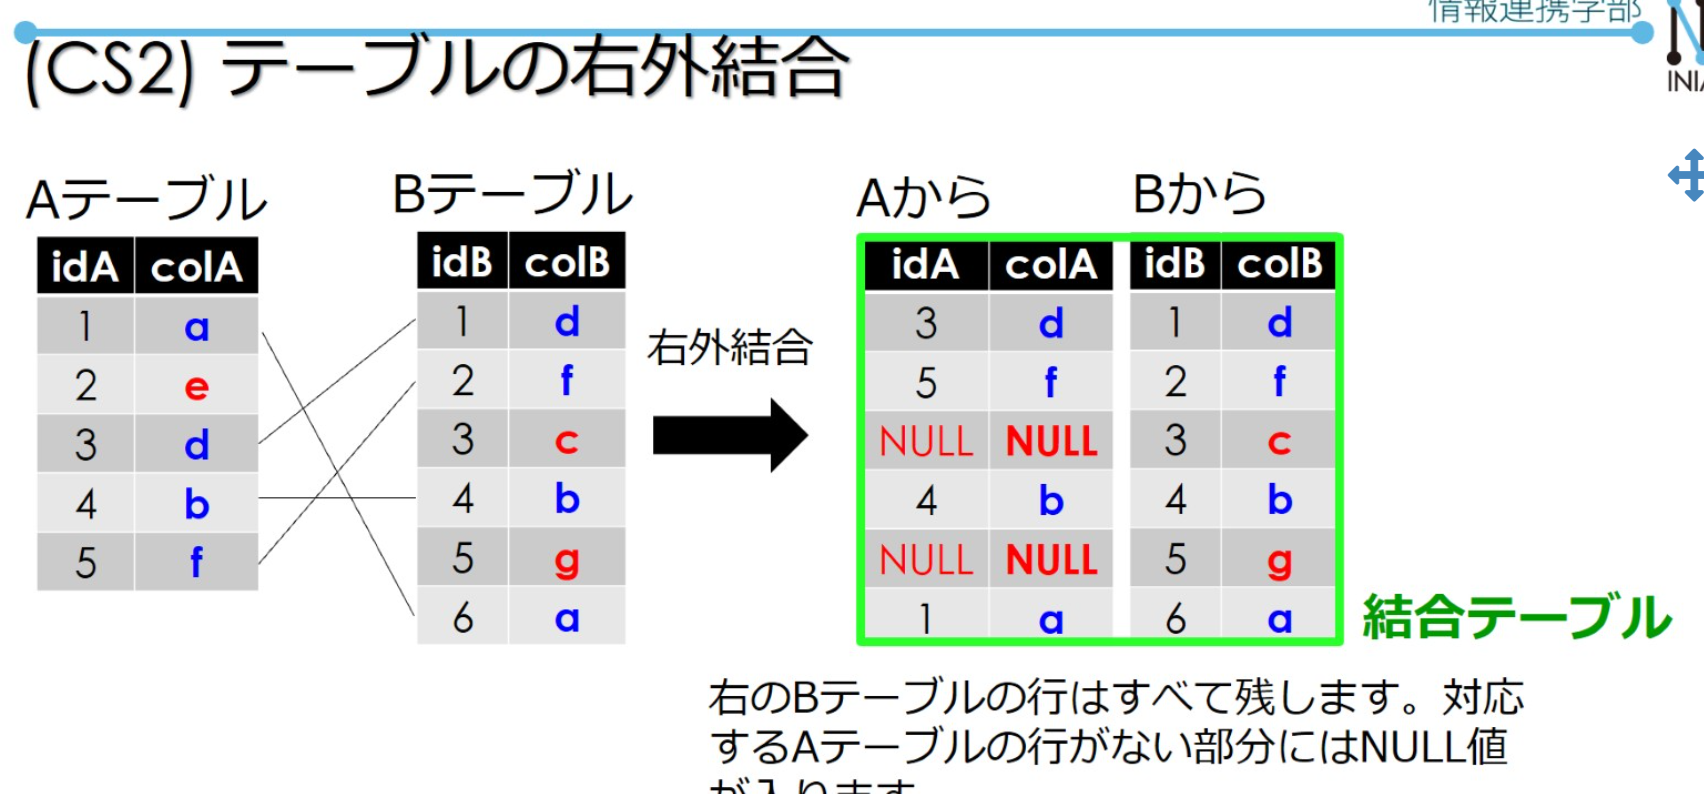 情報連携学部
(CS2) テーブルの右外結合
Aテーブル
idA colA
1 a
2 e
3 d
4 b
5 f
Bテーブル
idB colB
1 d
2 f
3 c
4 b
5 g
6 a
右外結合
Aから Bから
idA colA idB colB
3 d 1 d
5 f 2 f
NULL NULL 3 c
4 b 4 b
NULL NULL 5 g
1 a 6 a
結合テーブル
右のBテーブルの行はすべて残します。対応
するAテーブルの行がない部分にはNULL値
が入ります